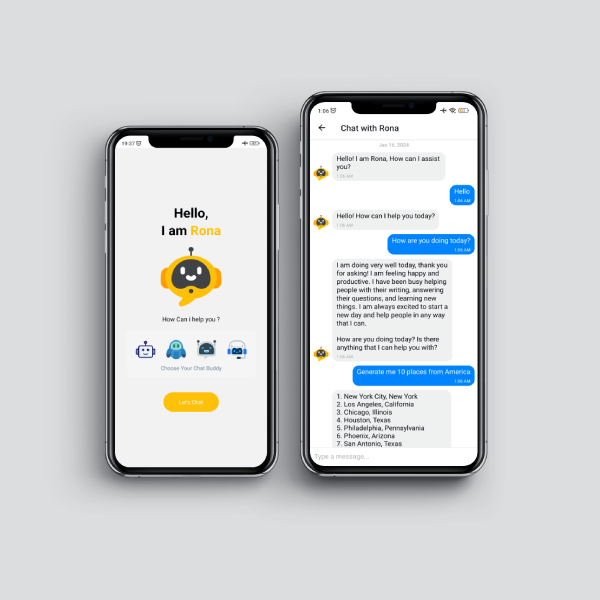 10:37
Hello,
I am Rona
How Can i help you ?
Choose Your Chat Buddy
Let's Chat
1:06
Chat with Rona
Jan 16, 2024
Hello! I am Rona, How can I assist
you?
1:06 AM
Hello
1:06 AM
Hello! How can I help you today?
1:06 AM
How are you doing today?
1:06 AM
I am doing very well today, thank you
for asking! I am feeling happy and
productive. I have been busy helping
people with their writing, answering
their questions, and learning new
things. I am always excited to start a
new day and help people in any way
that I can.
How are you doing today? Is there
anything that I can help you with?
1:06 AM
Generate me 10 places from America
1:06 AM
1. New York City, New York
2. Los Angeles, California
3. Chicago, Illinois
4. Houston, Texas
5. Philadelphia, Pennsylvania
6. Phoenix, Arizona
7. San Antonio, Texas
Type a message...